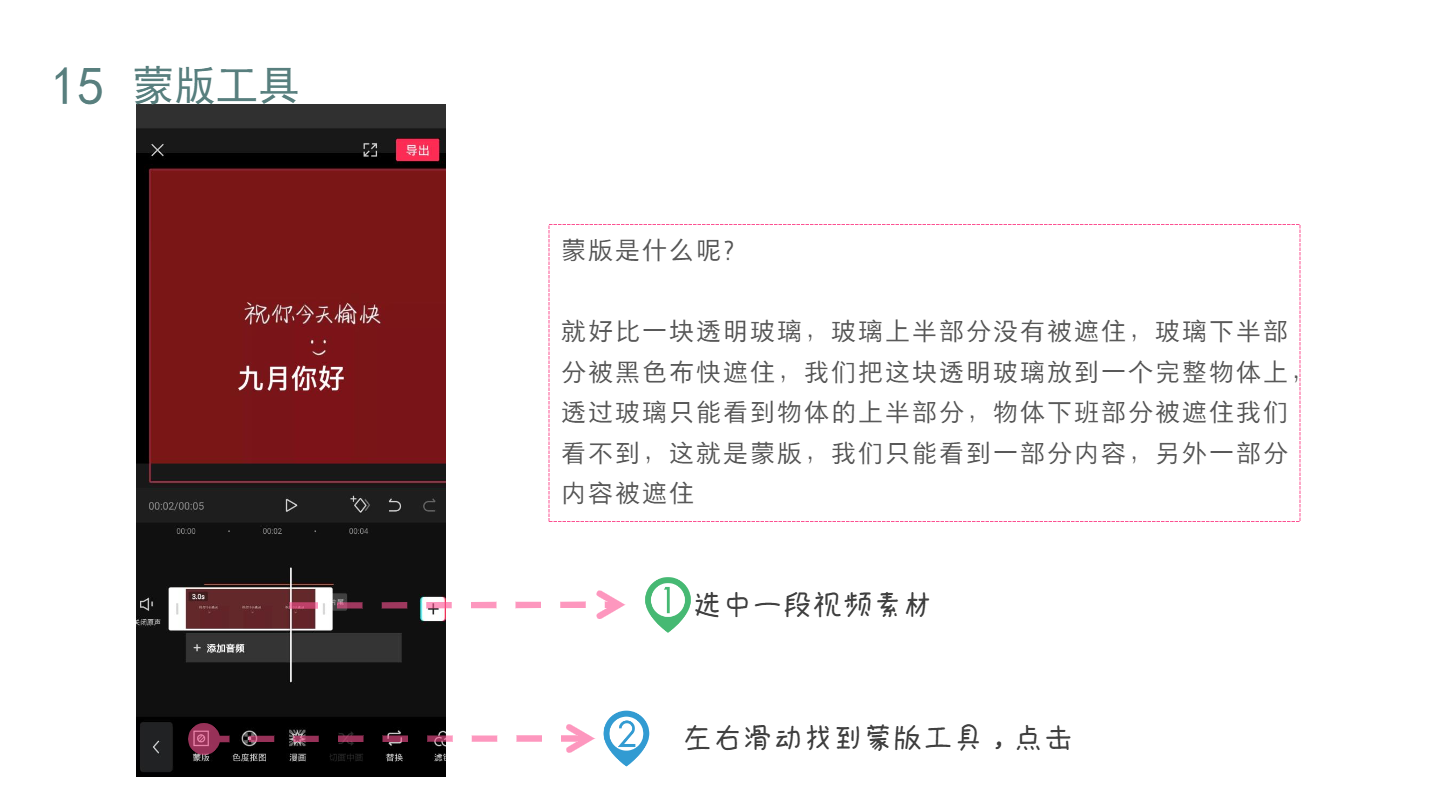 15 蒙版工具
导出
祝你今天愉快
九月你好
00:02/00:05
00:00 00:02 00:04
3.0s
关闭原声
+ 添加音频
蒙版 色度抠图 漫画 切画中画 替换 滤
蒙版是什么呢?
就好比一块透明玻璃，玻璃上半部分没有被遮住，玻璃下半部
分被黑色布快遮住，我们把这块透明玻璃放到一个完整物体上，
透过玻璃只能看到物体的上半部分，物体下班部分被遮住我们
看不到，这就是蒙版，我们只能看到一部分内容，另外一部分
内容被遮住
1 选中一段视频素材
2 左右滑动找到蒙版工具，点击